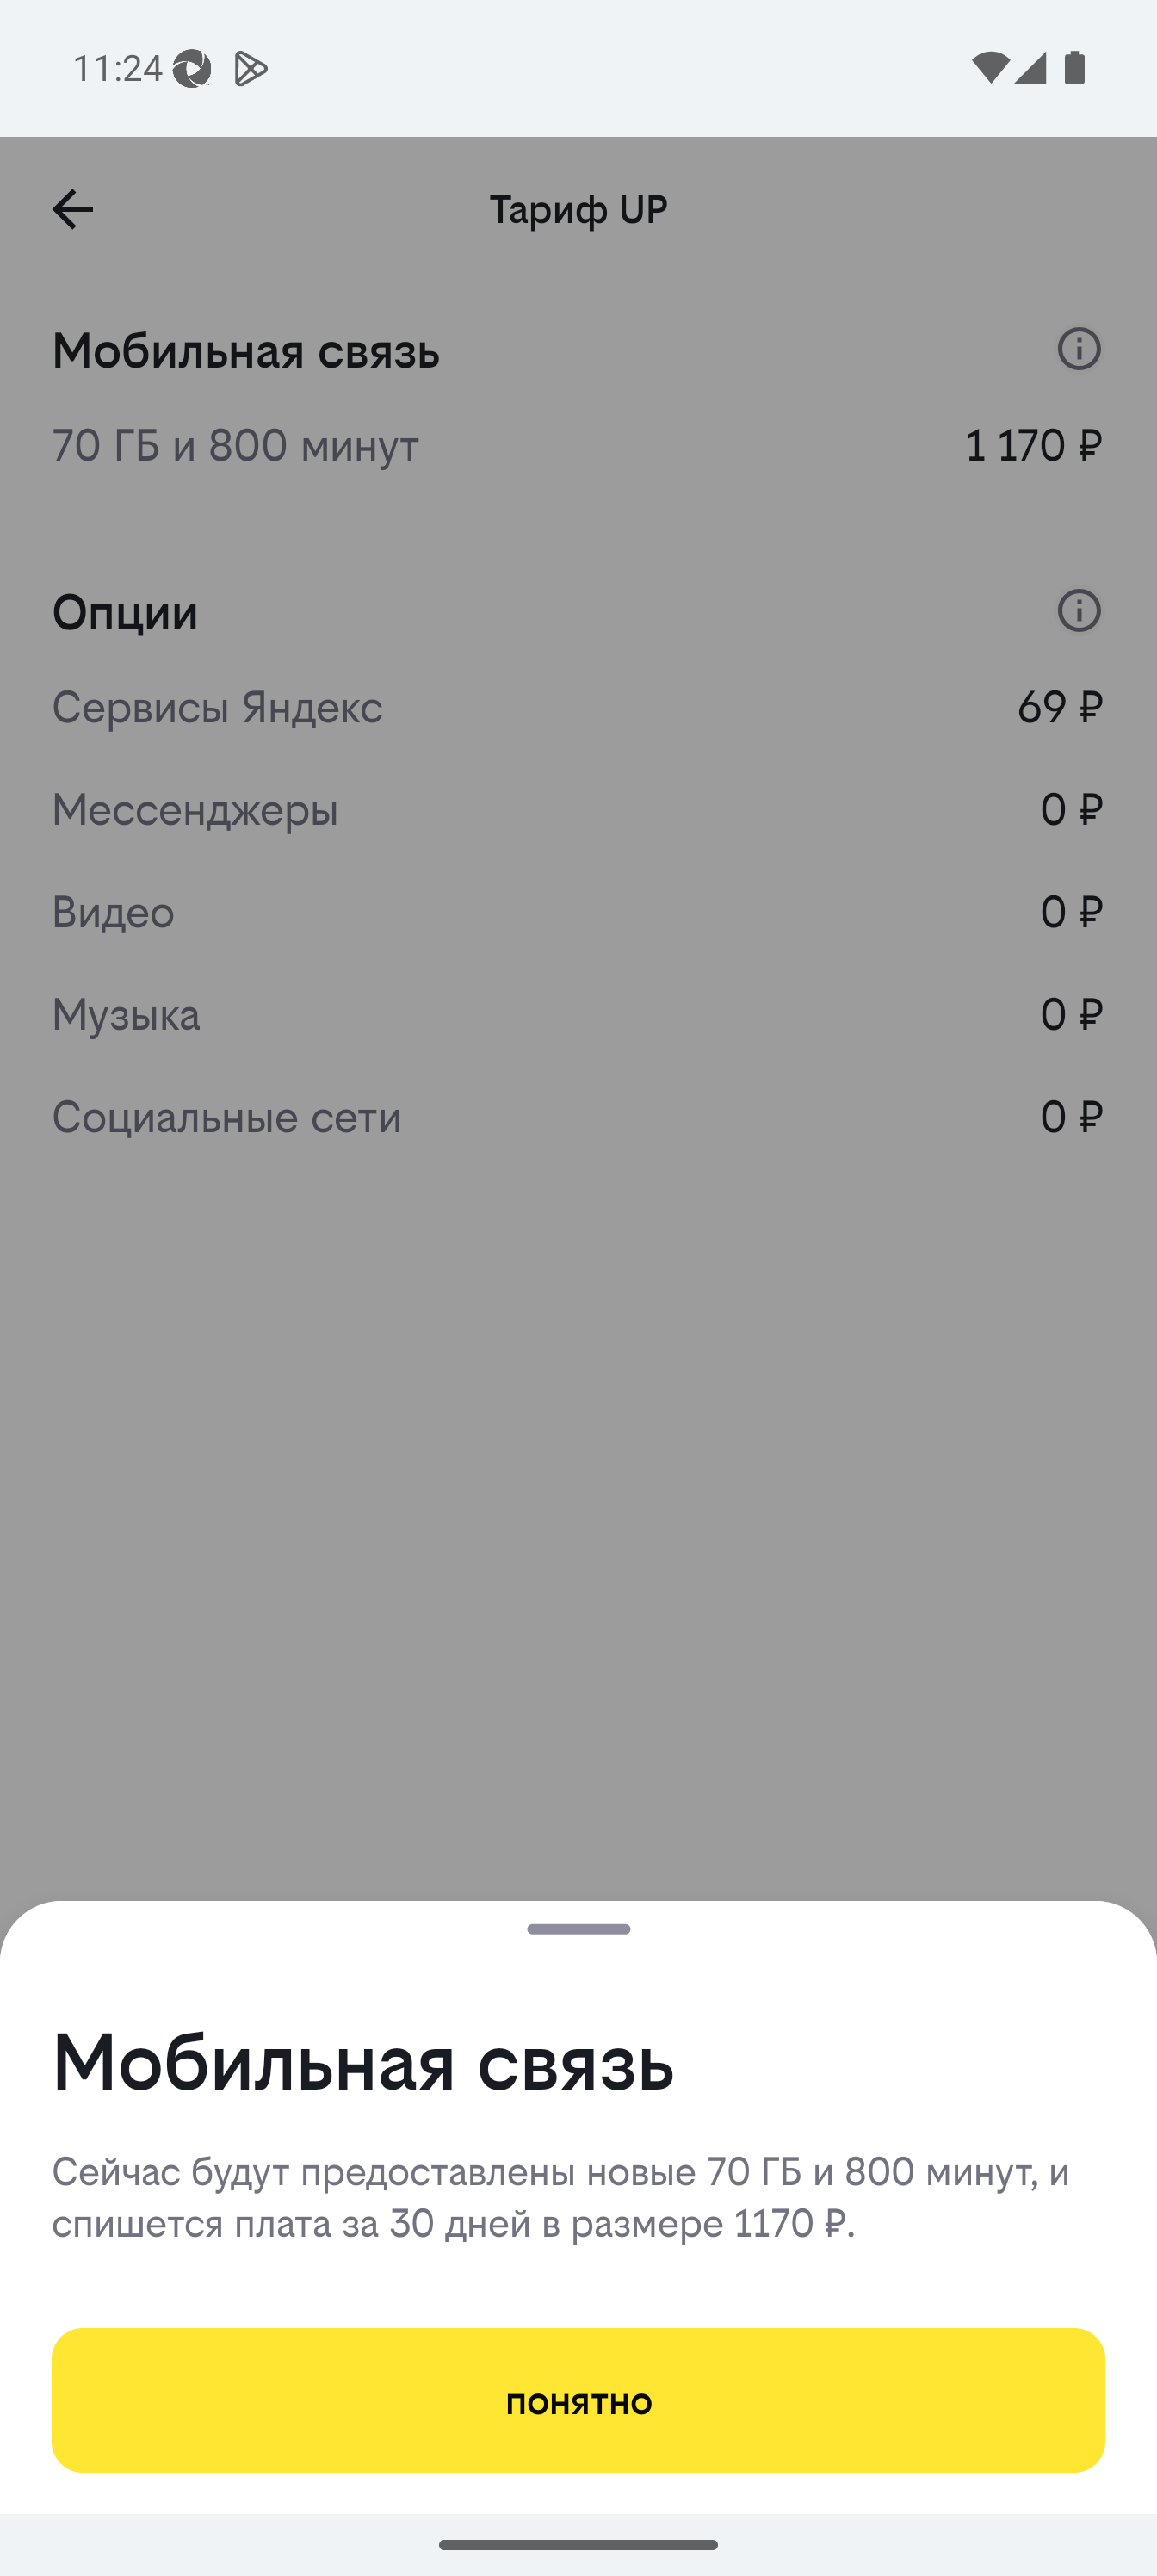 11:24
Тариф UP
Мобильная связь
70 ГБ и 800 минут 1 170 ₽
Опции
Сервисы Яндекс 69 ₽
Мессенджеры 0 ₽
Видео 0 ₽
Музыка 0 ₽
Социальные сети 0 ₽
Мобильная связь
Сейчас будут предоставлены новые 70 ГБ и 800 минут, и
спишется плата за 30 дней в размере 1170 ₽.
понятно